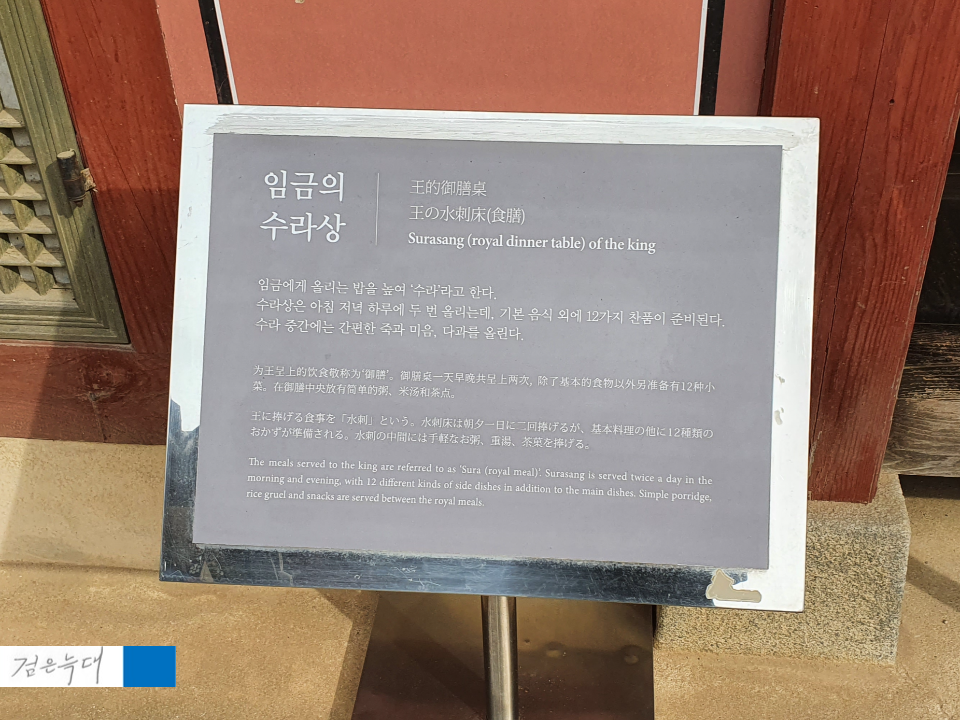 임금의
수라상
王的御膳桌
王の水刺床(食膳)
Surasang (royal dinner table) of the king
임금에게 올리는 밥을 높여 '수라'라고 한다.
수라상은 아침 저녁 하루에 두 번 올리는데, 기본 음식 외에 12가지 찬품이 준비된다.
수라 중간에는 간편한 죽과 미음, 다과를 올린다.
为王呈上的饮食敬称为'御膳'。御膳桌一天早晚共呈上两次, 除了基本的食物以外另准备有12种小
菜。在御膳中央放有简单的粥、米汤和茶点。
王に捧げる食事を「水刺」という。水刺床は朝夕一日に二回捧げるが、基本料理の他に12種類の
おかずが準備される。水刺の中間には手軽なお粥、重湯、茶菓を捧げる。
The meals served to the king are referred to as 'Sura (royal meal)'. Surasang is served twice a day in the
morning and evening, with 12 different kinds of side dishes in addition to the main dishes. Simple porridge,
rice gruel and snacks are served between the royal meals.
검은늑대